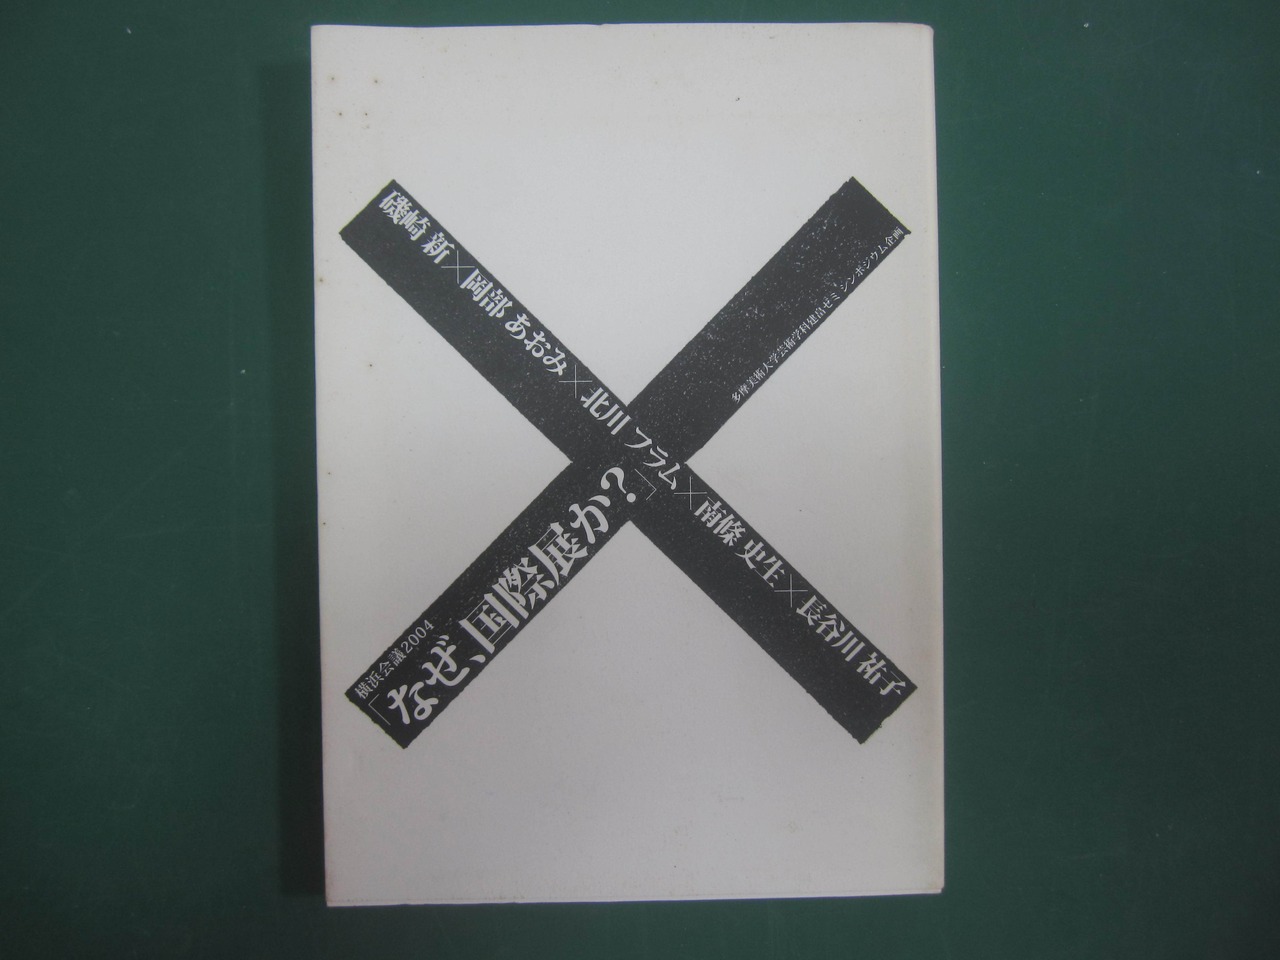 磯崎 新×岡部 あおみ×北川 フラム×南條 史生×長谷川 祐子
多摩美術大学芸術学科建畠ゼミ シンポジウム企画
横浜会議2004
「なぜ、国際展か?」